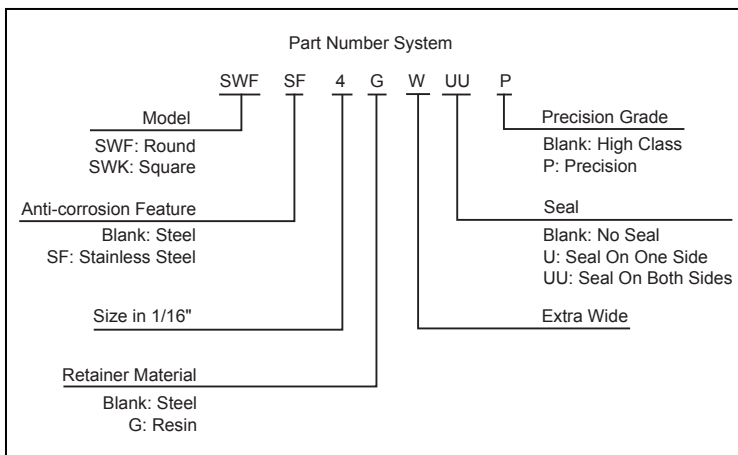 Part Number System
SWF SF 4 G W UU P
Model
SWF: Round
SWK: Square
Anti-corrosion Feature
Blank: Steel
SF: Stainless Steel
Size in 1/16"
Retainer Material
Blank: Steel
G: Resin
Precision Grade
Blank: High Class
P: Precision
Seal
Blank: No Seal
U: Seal On One Side
UU: Seal On Both Sides
Extra Wide